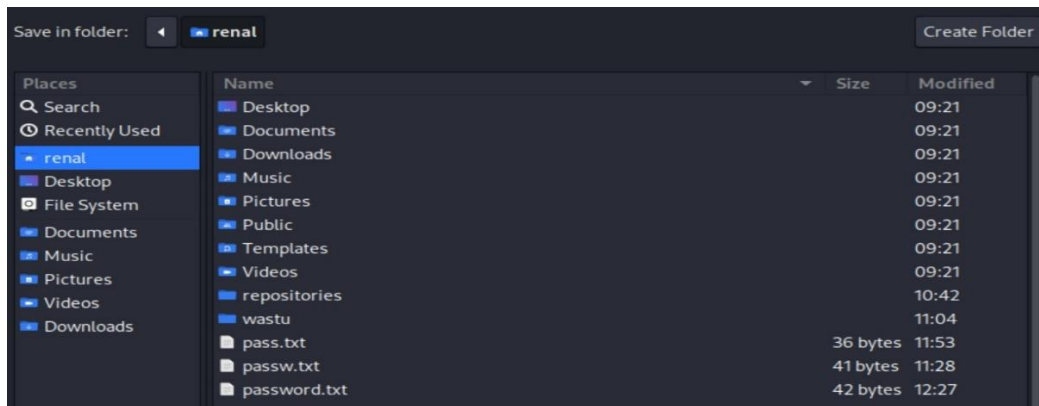 Save in folder: renal Create Folder
Places
Search
Recently Used
renal
Desktop
File System
Documents
Music
Pictures
Videos
Downloads
Name Size Modified
Desktop 09:21
Documents 09:21
Downloads 09:21
Music 09:21
Pictures 09:21
Public 09:21
Templates 09:21
Videos 09:21
repositories 10:42
wastu 11:04
pass.txt 36 bytes 11:53
passw.txt 41 bytes 11:28
password.txt 42 bytes 12:27